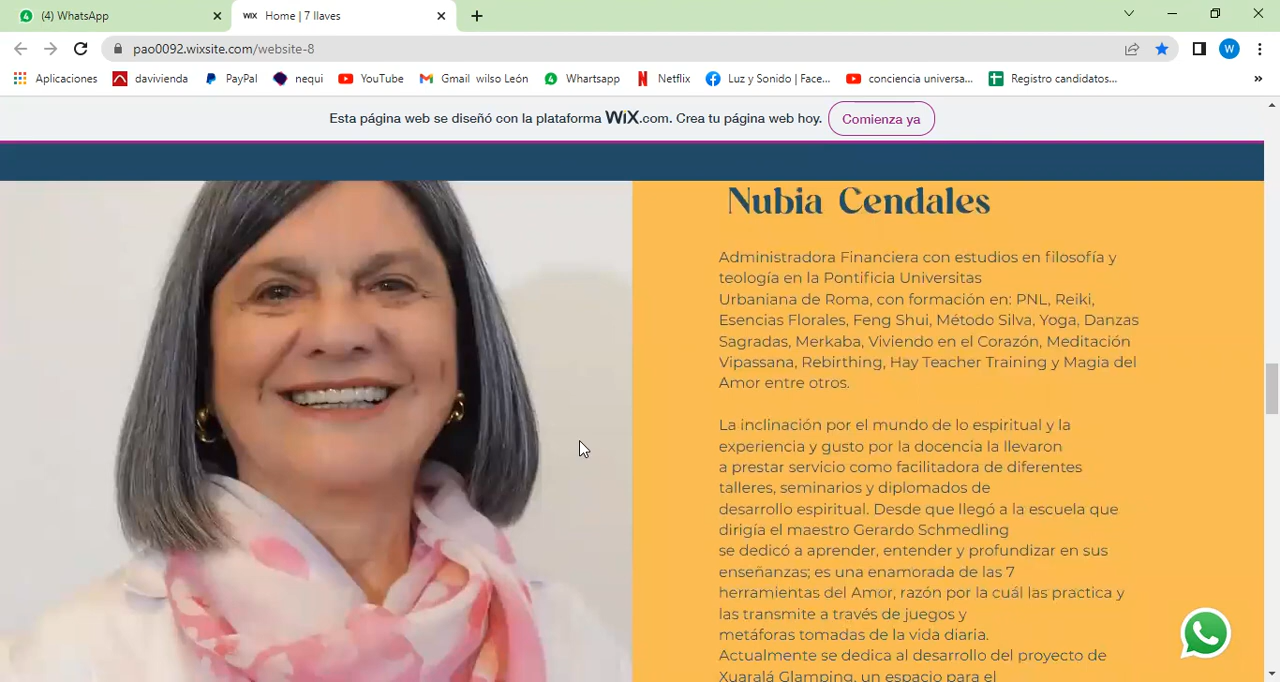 (4) WhatsApp
WiX Home | 7 llaves
pao0092.wixsite.com/website-8
W
Aplicaciones davivienda PayPal nequi YouTube Gmail wilso León Whartsapp Netflix Luz y Sonido | Face... conciencia universa... Registro candidatos... »
Esta página web se diseñó con la plataforma WiX.com. Crea tu página web hoy. Comienza ya
Nubia Cendales
Administradora Financiera con estudios en filosofía y
teología en la Pontificia Universitas
Urbaniana de Roma, con formación en: PNL, Reiki,
Esencias Florales, Feng Shui, Método Silva, Yoga, Danzas
Sagradas, Merkaba, Viviendo en el Corazón, Meditación
Vipassana, Rebirthing, Hay Teacher Training y Magia del
Amor entre otros.
La inclinación por el mundo de lo espiritual y la
experiencia y gusto por la docencia la llevaron
a prestar servicio como facilitadora de diferentes
talleres, seminarios y diplomados de
desarrollo espiritual. Desde que llegó a la escuela que
dirigía el maestro Gerardo Schmedling
se dedicó a aprender, entender y profundizar en sus
enseñanzas; es una enamorada de las 7
herramientas del Amor, razón por la cuál las practica y
las transmite a través de juegos y
metáforas tomadas de la vida diaria.
Actualmente se dedica al desarrollo del proyecto de
Xuaralá Glamping, un espacio para el